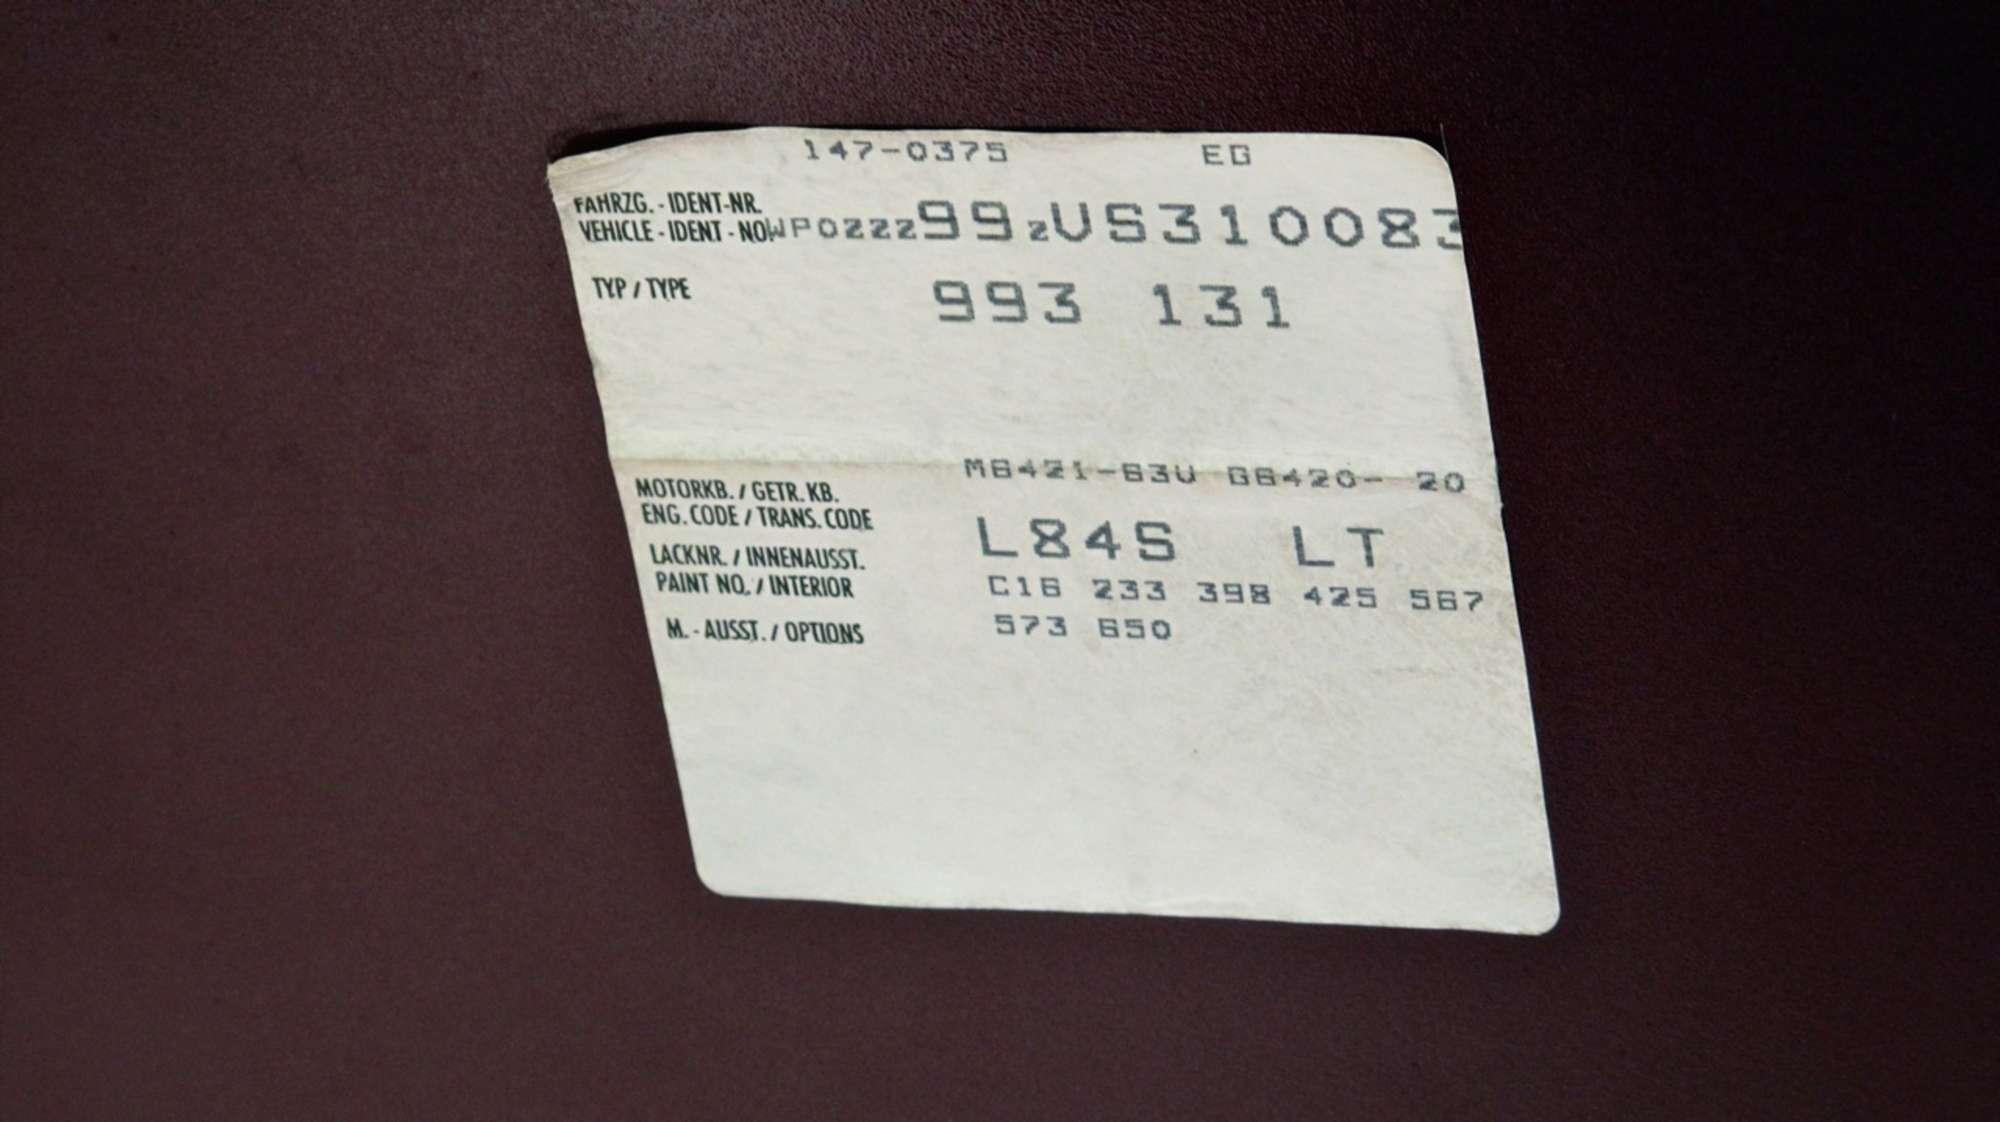 147-0375 EG
FAHRZG. - IDENT-NR.
VEHICLE - IDENT - NO. WP0ZZZ99ZVS310083
TYP / TYPE 993 131
M6421-63V G6420- 20
MOTORKB. / GETR. KB.
ENG. CODE / TRANS. CODE
L84S LT
LACKNR. / INNENAUSST.
PAINT NO. / INTERIOR
C16 233 398 425 567
M. - AUSST. / OPTIONS 573 650